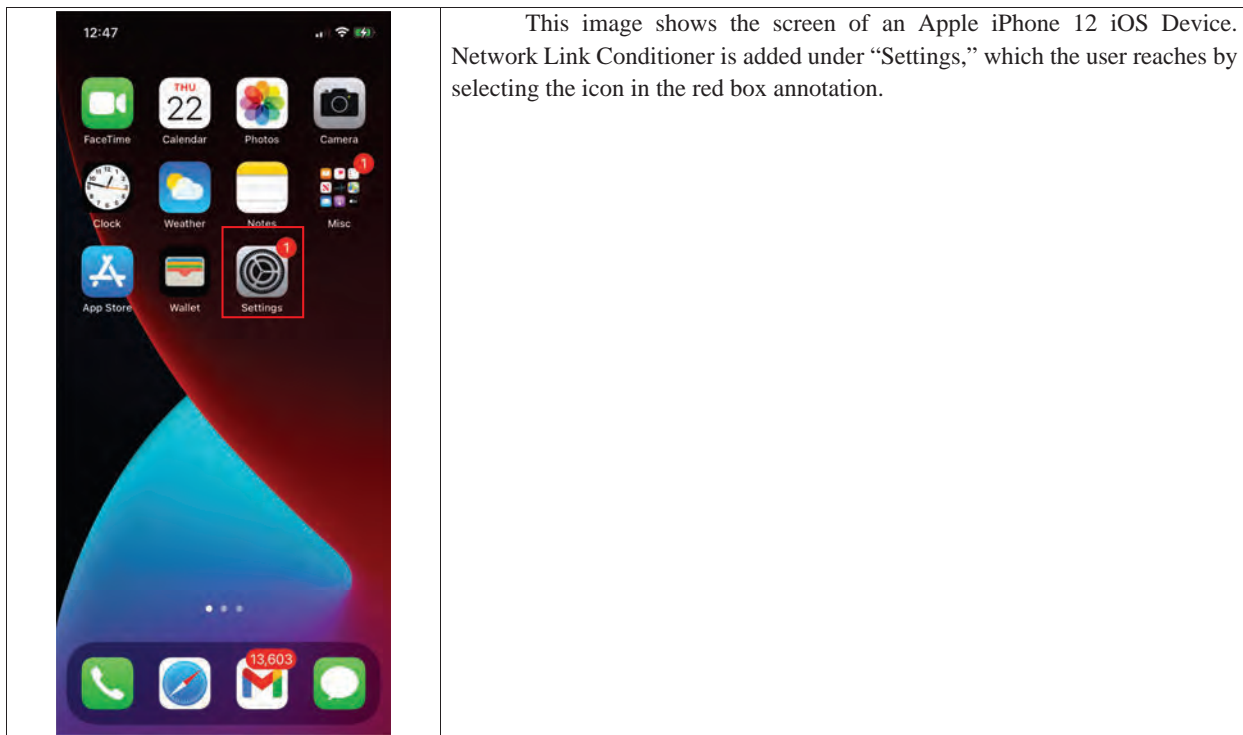 12:47
THU
22
FaceTime
Calendar
Photos
Camera
1
Clock
Weather
Notes
Misc
1
App Store
Wallet
Settings
13,603
This image shows the screen of an Apple iPhone 12 iOS Device.
Network Link Conditioner is added under “Settings,” which the user reaches by
selecting the icon in the red box annotation.